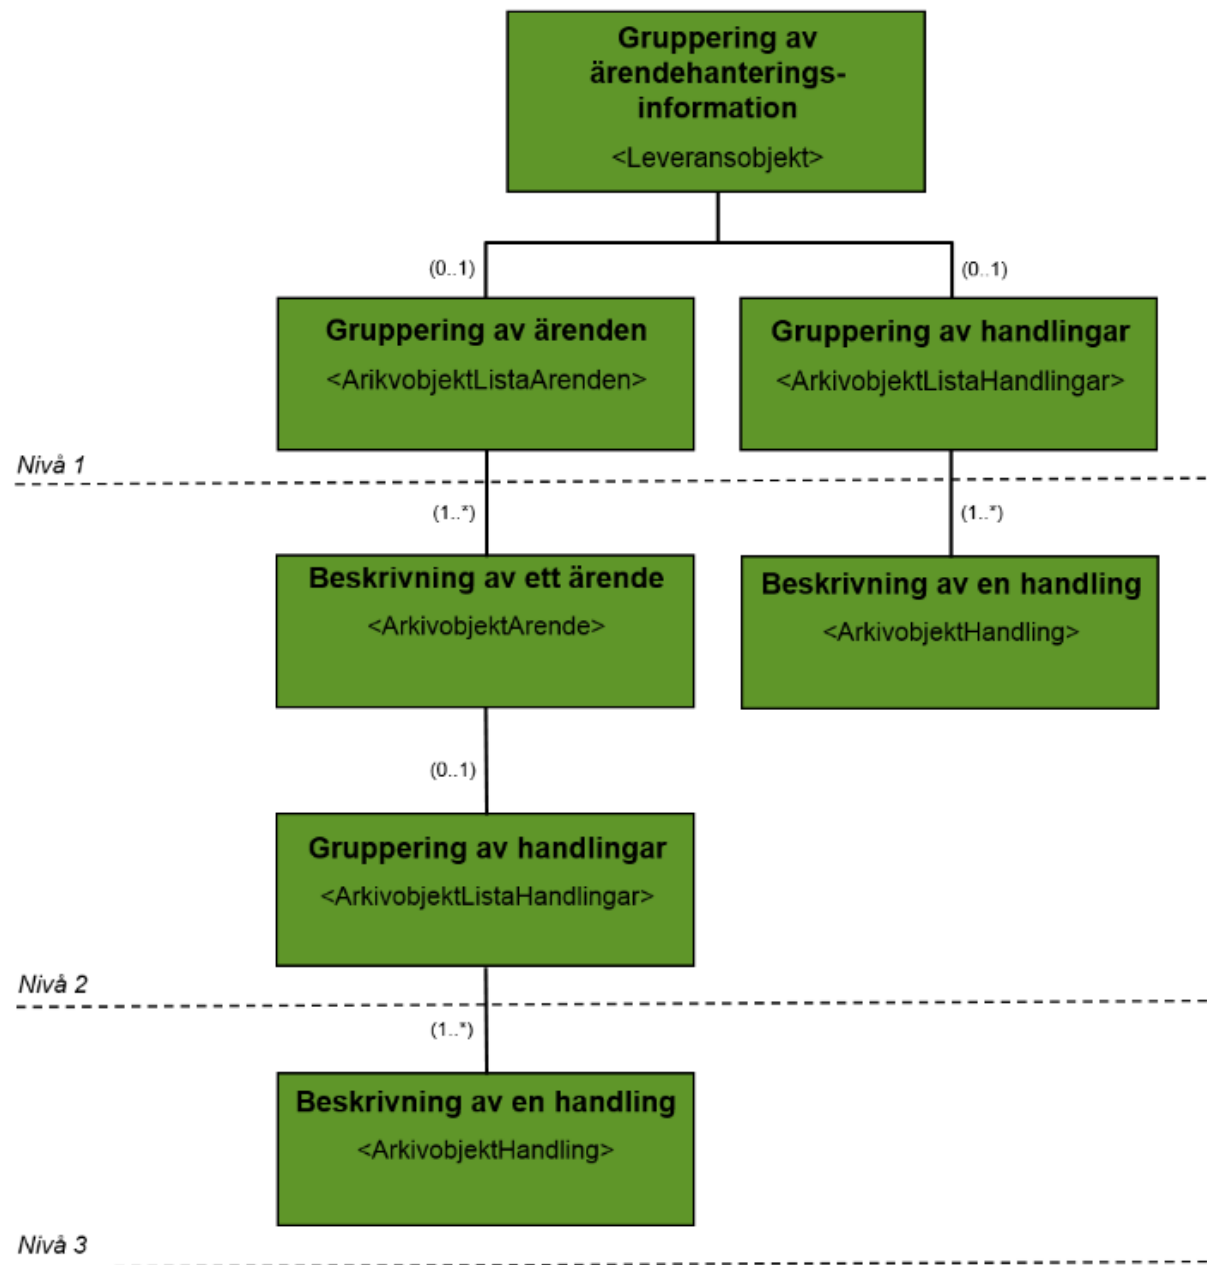 Gruppering av
ärendehanterings-
information
<Leveransobjekt>
(0..1)
(0..1)
Gruppering av ärenden
<ArikvobjektListaArenden>
Gruppering av handlingar
<ArkivobjektListaHandlingar>
Nivå 1
(1..*)
(1..*)
Beskrivning av ett ärende
<ArkivobjektArende>
Beskrivning av en handling
<ArkivobjektHandling>
(0..1)
Gruppering av handlingar
<ArkivobjektListaHandlingar>
Nivå 2
(1..*)
Beskrivning av en handling
<ArkivobjektHandling>
Nivå 3